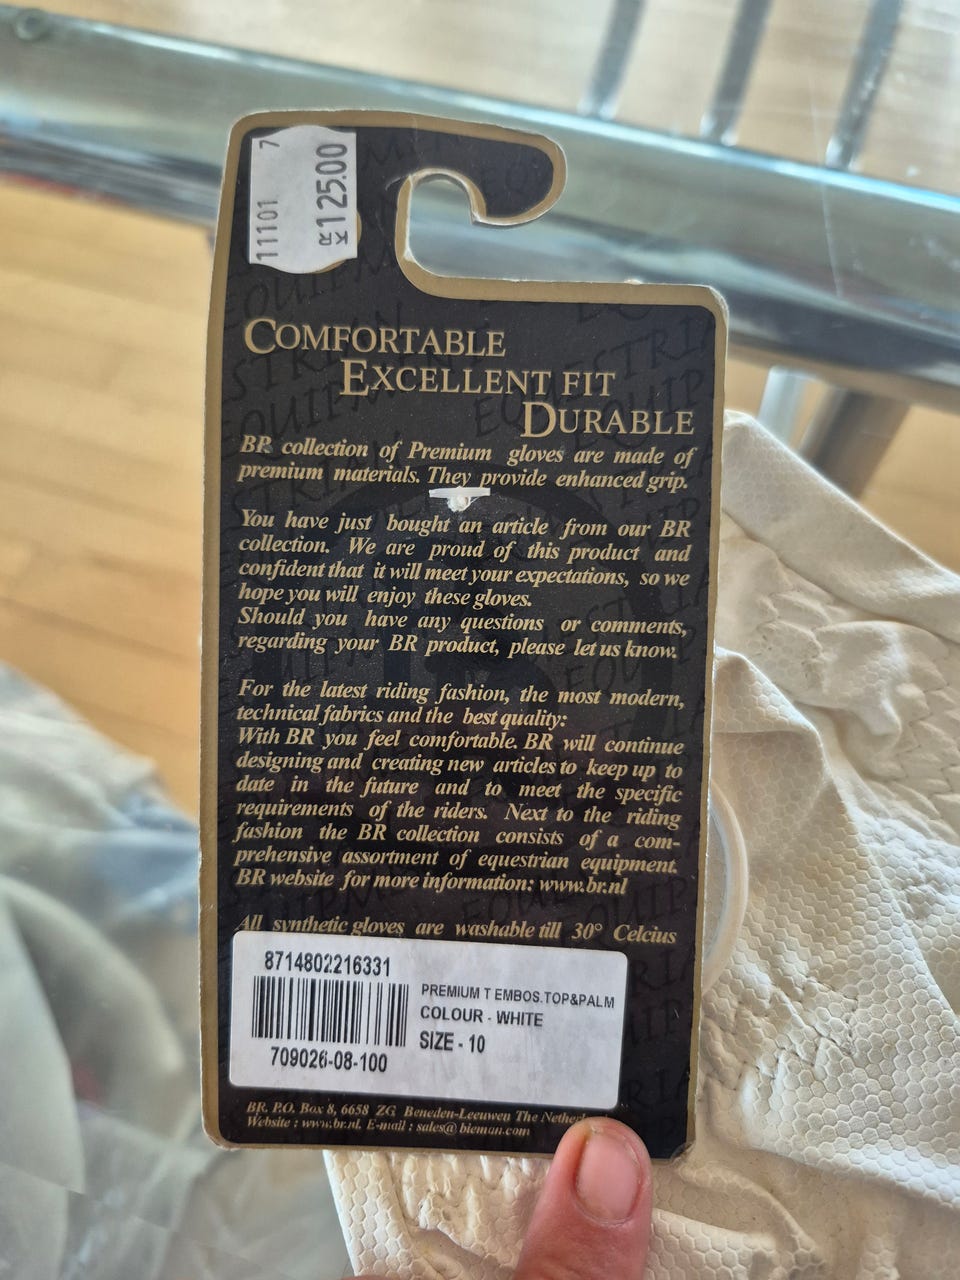 11101 7
RK 125.00
COMFORTABLE
EXCELLENT FIT
DURABLE
BR collection of Premium gloves are made of
premium materials. They provide enhanced grip.
You have just bought an article from our BR
collection. We are proud of this product and
confident that it will meet your expectations, so we
hope you will enjoy these gloves.
Should you have any questions or comments,
regarding your BR product, please let us know.
For the latest riding fashion, the most modern,
technical fabrics and the best quality:
With BR you feel comfortable. BR will continue
designing and creating new articles to keep up to
date in the future and to meet the specific
requirements of the riders. Next to the riding
fashion the BR collection consists of a com-
prehensive assortment of equestrian equipment.
BR website for more information: www.br.nl
All synthetic gloves are washable till 30° Celcius
8714802216331
PREMIUM T EMBOS.TOP&PALM
COLOUR - WHITE
SIZE - 10
709026-08-100
BR. P.O. Box 8, 6658 ZG Beneden-Leeuwen The
Website : www.br.nl, E-mail : sales@bieman.com